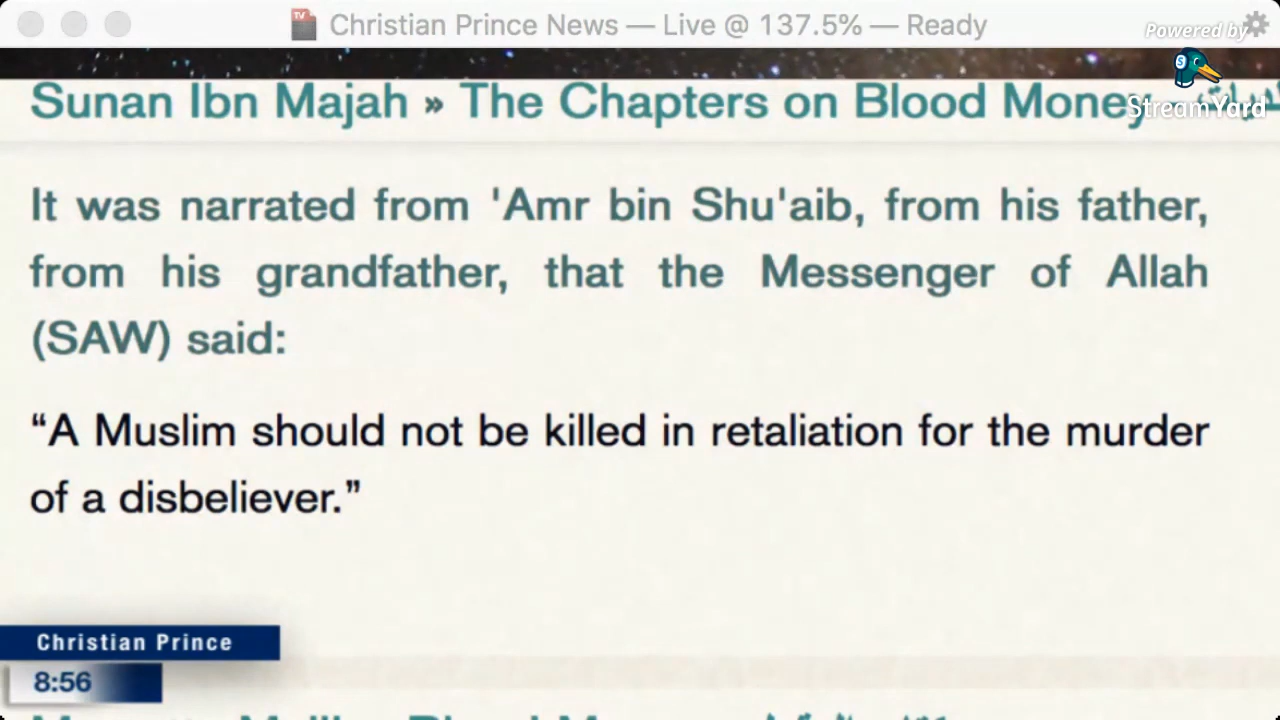 Christian Prince News — Live @ 137.5% — Ready
Powered by
StreamYard
Sunan Ibn Majah » The Chapters on Blood Money
It was narrated from 'Amr bin Shu'aib, from his father,
from his grandfather, that the Messenger of Allah
(SAW) said:
“A Muslim should not be killed in retaliation for the murder
of a disbeliever.”
Christian Prince
8:56